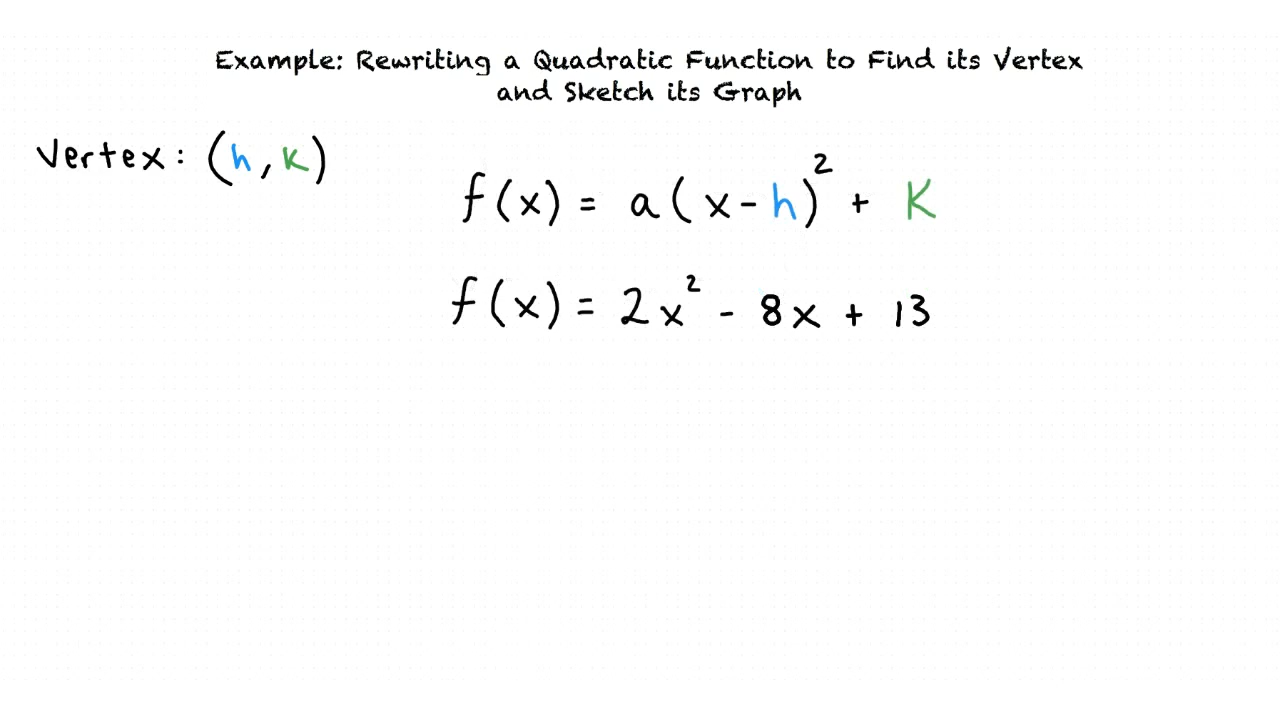 Example: Rewriting a Quadratic Function to Find its Vertex
and Sketch its Graph
Vertex: (h, K)
f(x) = a(x-h)² + K
f(x) = 2x² - 8x + 13